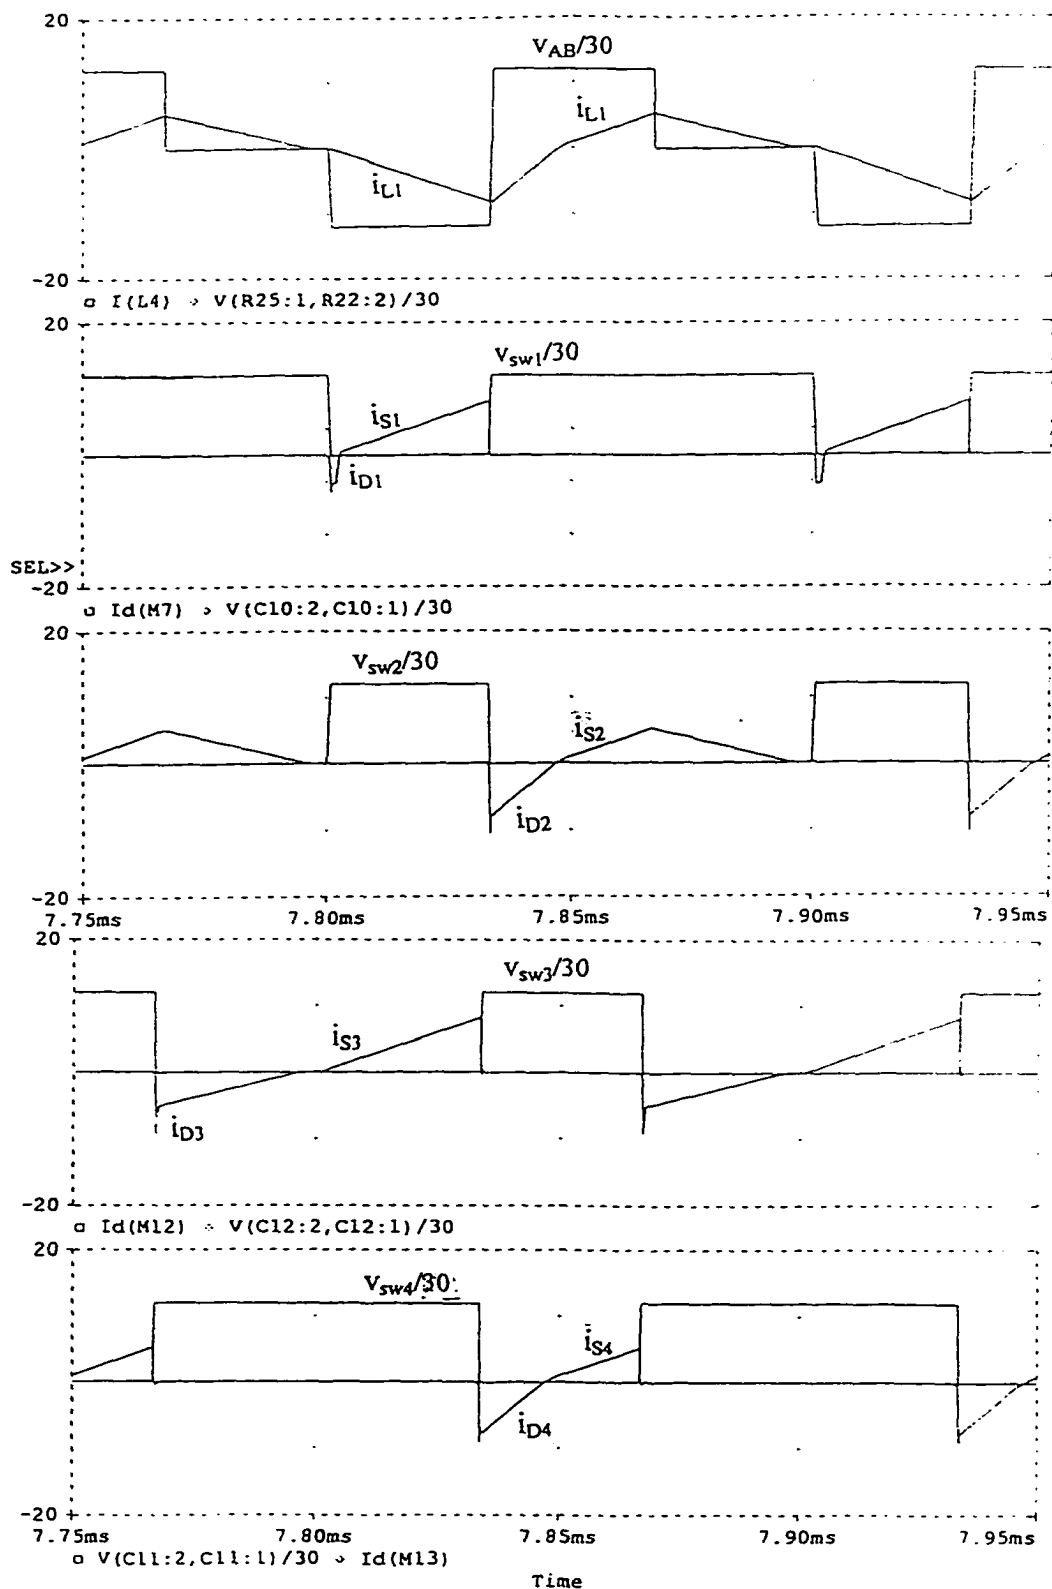 20
v_AB/30
i_L1
i_L1
-20
I(L4) V(R25:1,R22:2)/30
20
v_sw1/30
i_S1
i_D1
SEL>>
-20
Id(M7) V(C10:2,C10:1)/30
20
v_sw2/30
i_S2
i_D2
-20
7.75ms 7.80ms 7.85ms 7.90ms 7.95ms
20
v_sw3/30
i_S3
i_D3
-20
Id(M12) V(C12:2,C12:1)/30
20
v_sw4/30
i_S4
i_D4
-20
7.75ms 7.80ms 7.85ms 7.90ms 7.95ms
V(C11:2,C11:1)/30 Id(M13)
Time